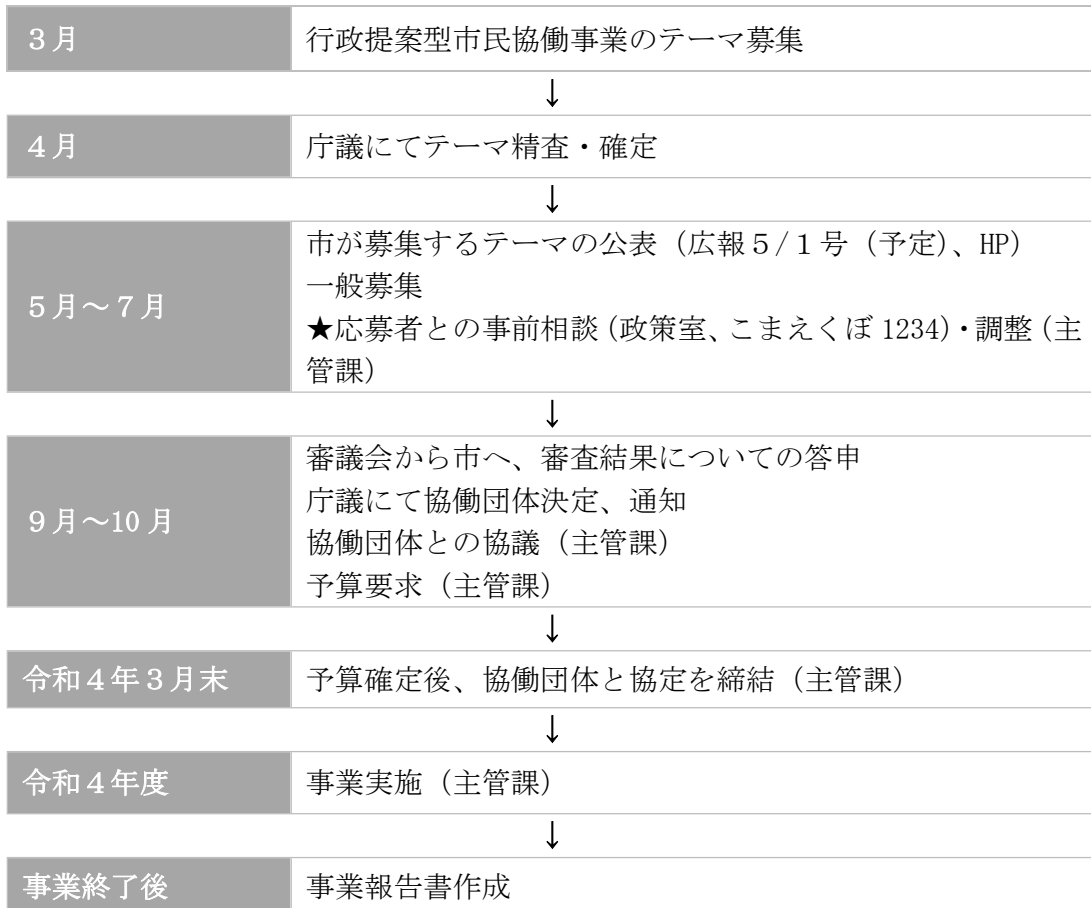 ３月
行政提案型市民協働事業のテーマ募集
↓
４月
庁議にてテーマ精査・確定
↓
５月～７月
市が募集するテーマの公表（広報５/１号（予定）、HP）
一般募集
★応募者との事前相談（政策室、こまえくぼ 1234）・調整（主
管課）
↓
９月～10 月
審議会から市へ、審査結果についての答申
庁議にて協働団体決定、通知
協働団体との協議（主管課）
予算要求（主管課）
↓
令和４年３月末
予算確定後、協働団体と協定を締結（主管課）
↓
令和４年度
事業実施（主管課）
↓
事業終了後
事業報告書作成